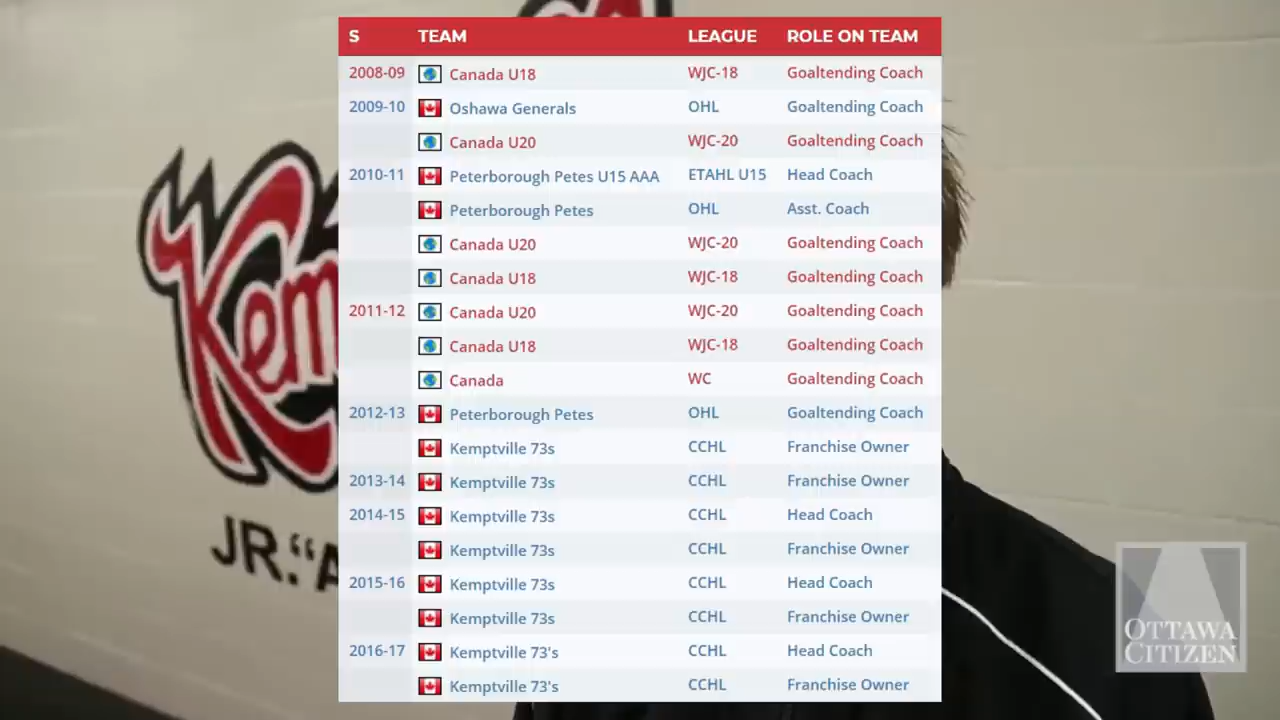 S TEAM LEAGUE ROLE ON TEAM
2008-09 Canada U18 WJC-18 Goaltending Coach
2009-10 Oshawa Generals OHL Goaltending Coach
Canada U20 WJC-20 Goaltending Coach
2010-11 Peterborough Petes U15 AAA ETAHL U15 Head Coach
Peterborough Petes OHL Asst. Coach
Canada U20 WJC-20 Goaltending Coach
Canada U18 WJC-18 Goaltending Coach
2011-12 Canada U20 WJC-20 Goaltending Coach
Canada U18 WJC-18 Goaltending Coach
Canada WC Goaltending Coach
2012-13 Peterborough Petes OHL Goaltending Coach
Kemptville 73s CCHL Franchise Owner
2013-14 Kemptville 73s CCHL Franchise Owner
2014-15 Kemptville 73s CCHL Head Coach
Kemptville 73s CCHL Franchise Owner
2015-16 Kemptville 73s CCHL Head Coach
Kemptville 73s CCHL Franchise Owner
2016-17 Kemptville 73's CCHL Head Coach
Kemptville 73's CCHL Franchise Owner
Kem
JR. "A
OTTAWA
CITIZEN